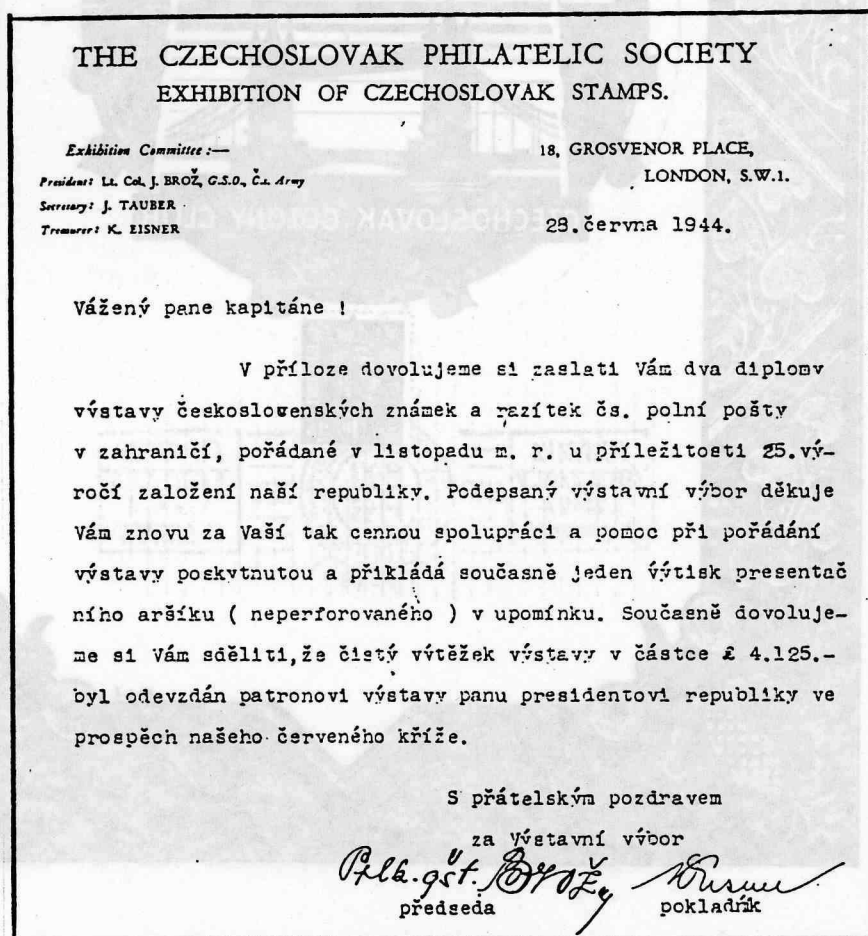 THE CZECHOSLOVAK PHILATELIC SOCIETY
EXHIBITION OF CZECHOSLOVAK STAMPS.
Exhibition Committee :—
President: Lt. Col. J. BROŽ, G.S.O., Čs. Army
Secretary: J. TAUBER
Treasurer: K. EISNER
18, GROSVENOR PLACE,
LONDON, S.W.1.
28.června 1944.
Vážený pane kapitáne !
V příloze dovolujeme si zaslati Vám dva diplomy
výstavy československých známek a razítek čs. polní pošty
v zahraničí, pořádané v listopadu m. r. u příležitosti 25.vý-
ročí založení naší republiky. Podepsaný výstavní výbor děkuje
Vám znovu za Vaší tak cennou spolupráci a pomoc při pořádání
výstavy poskytnutou a přikládá současně jeden výtisk presentač
ního aršíku ( neperforovaného ) v upomínku. Současně dovoluje-
me si Vám sděliti,že čistý výtěžek výstavy v částce £ 4.125.-
byl odevzdán patronovi výstavy panu presidentovi republiky ve
prospěch našeho červeného kříže.
S přátelským pozdravem
za Výstavní výbor
Pplk. gšt. Brož
předseda
pokladník